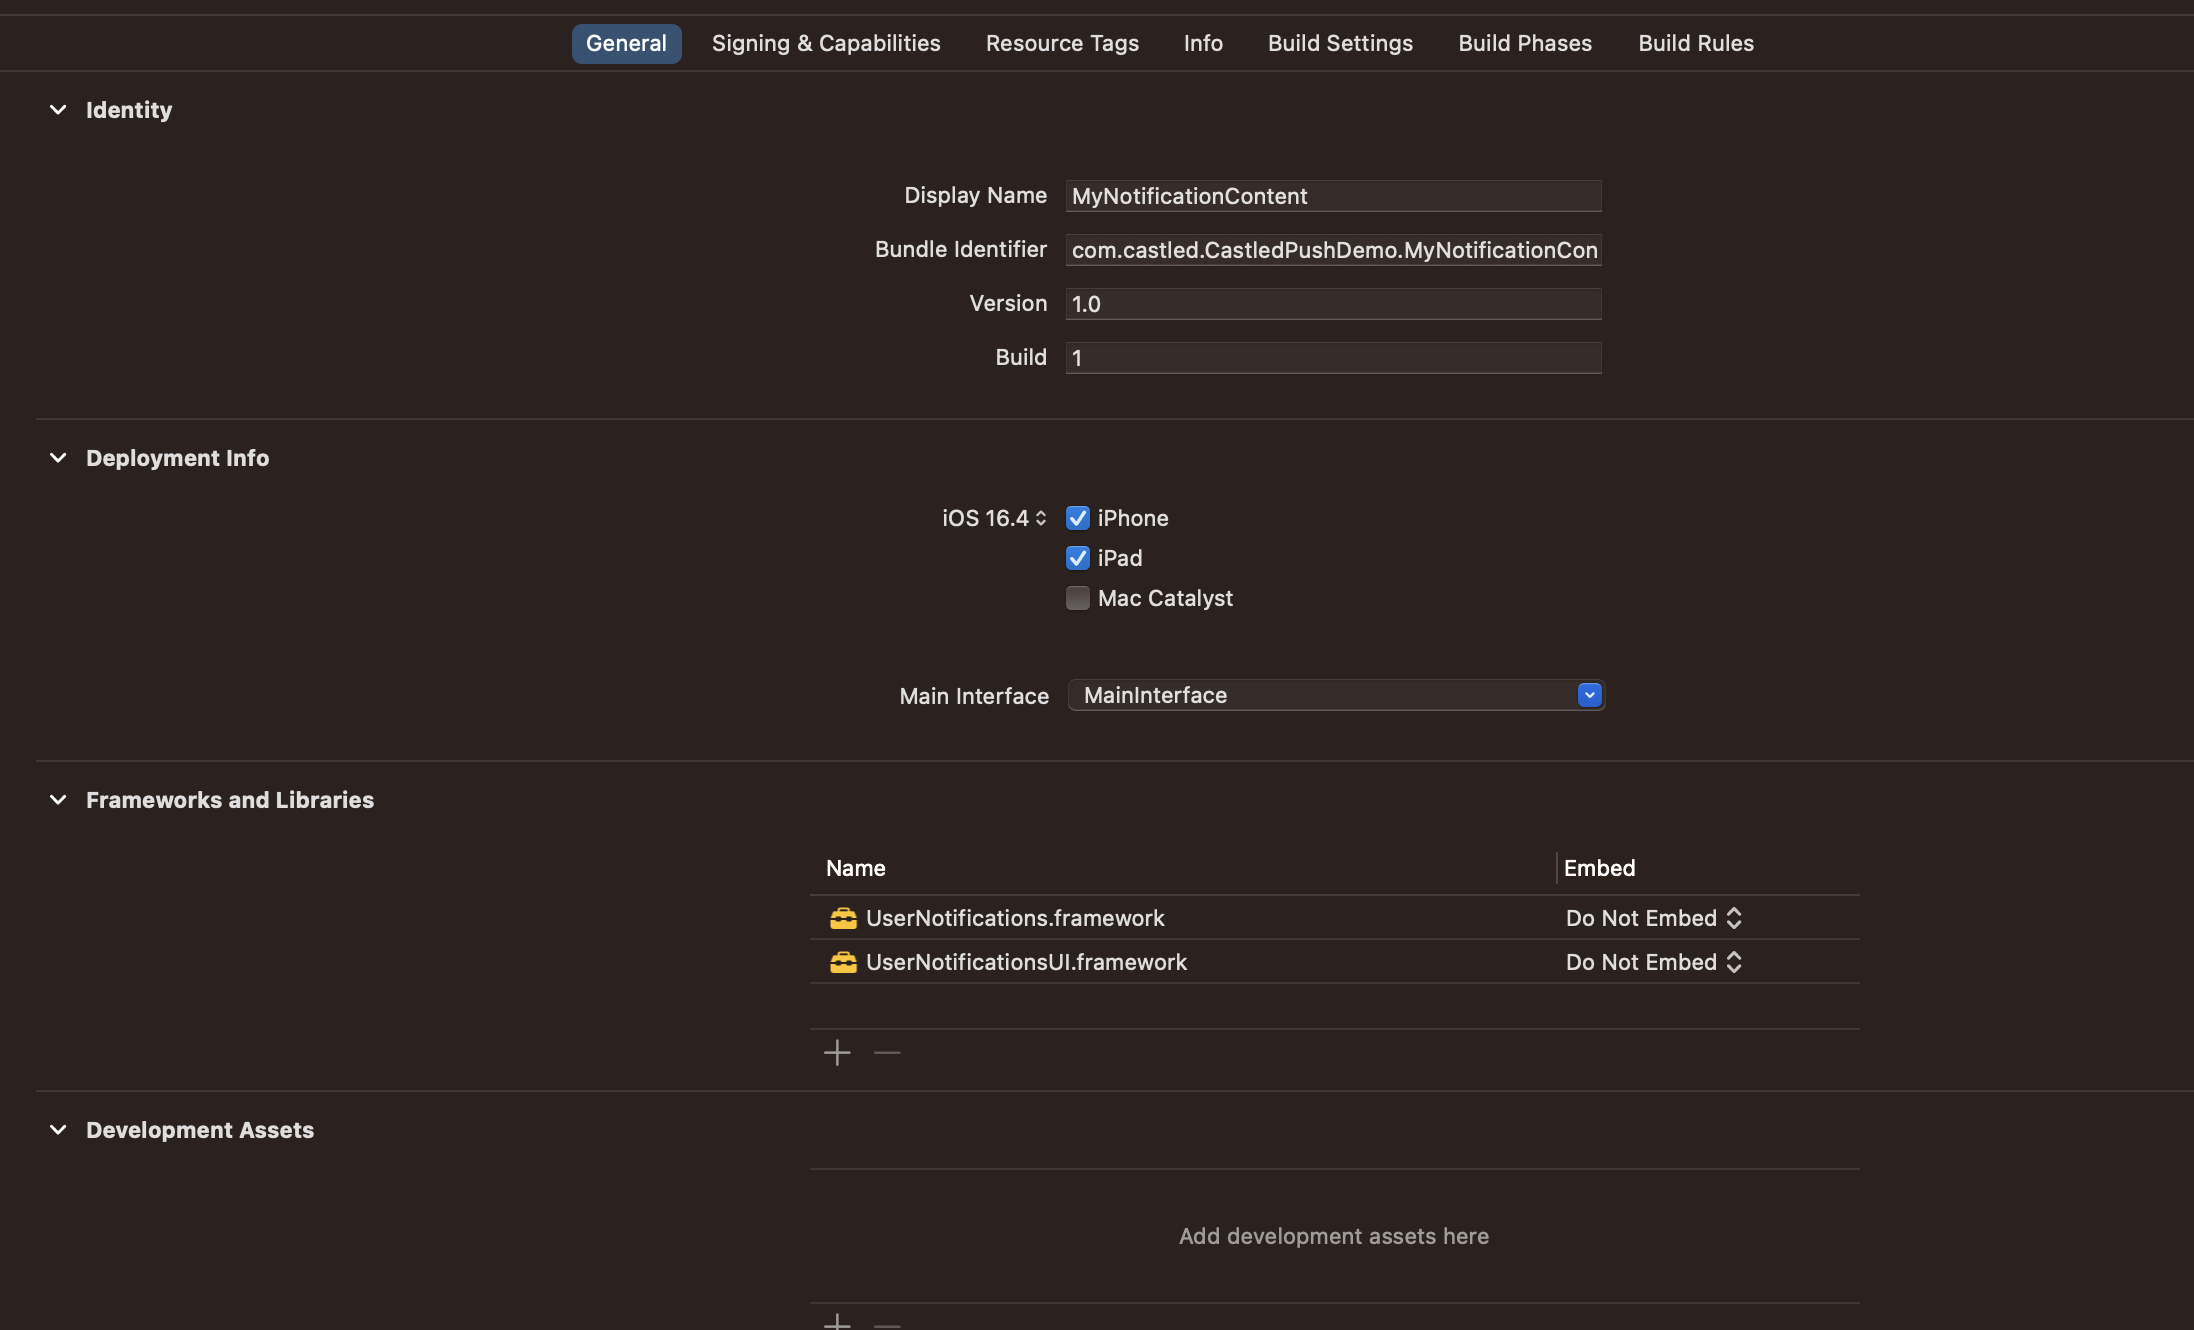 General Signing & Capabilities Resource Tags Info Build Settings Build Phases Build Rules
Identity
Display Name MyNotificationContent
Bundle Identifier com.castled.CastledPushDemo.MyNotificationCon
Version 1.0
Build 1
Deployment Info
iOS 16.4 iPhone
iPad
Mac Catalyst
Main Interface MainInterface
Frameworks and Libraries
Name Embed
UserNotifications.framework Do Not Embed
UserNotificationsUI.framework Do Not Embed
Development Assets
Add development assets here